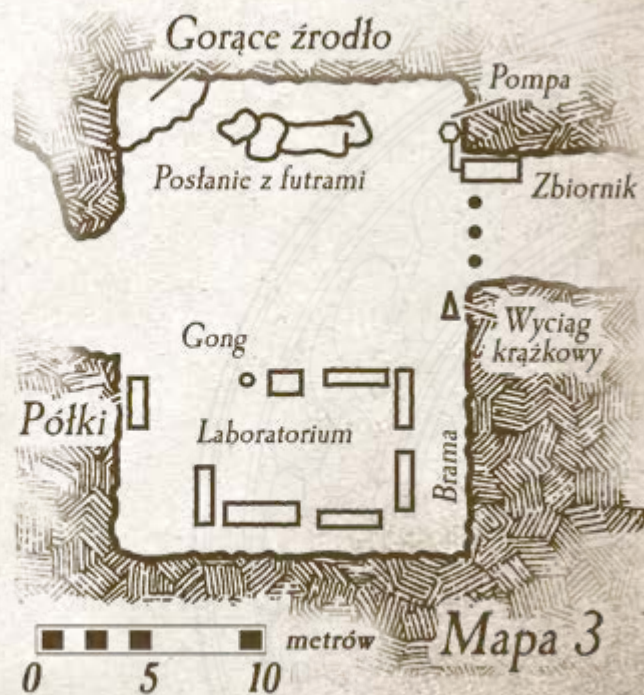 Gorące źrodło
Pompa
Posłanie z futrami
Zbiornik
Gong
Wyciąg
krążkowy
Półki
Laboratorium
Brama
metrów
Mapa 3
0 5 10